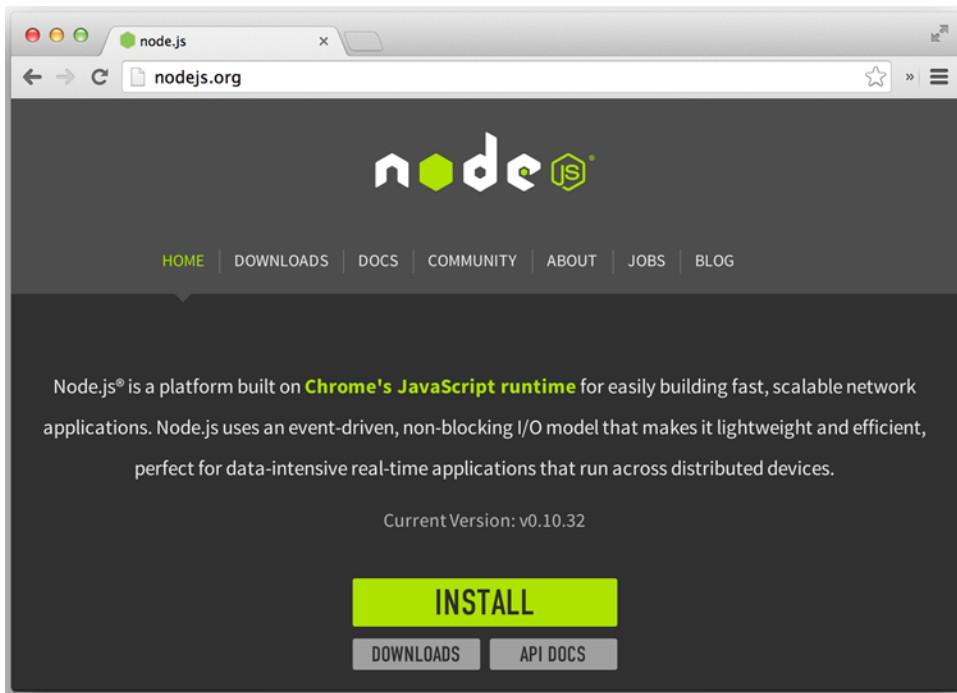 node.js
nodejs.org
node JS
HOME DOWNLOADS DOCS COMMUNITY ABOUT JOBS BLOG
Node.js® is a platform built on Chrome's JavaScript runtime for easily building fast, scalable network
applications. Node.js uses an event-driven, non-blocking I/O model that makes it lightweight and efficient,
perfect for data-intensive real-time applications that run across distributed devices.
Current Version: v0.10.32
INSTALL
DOWNLOADS API DOCS